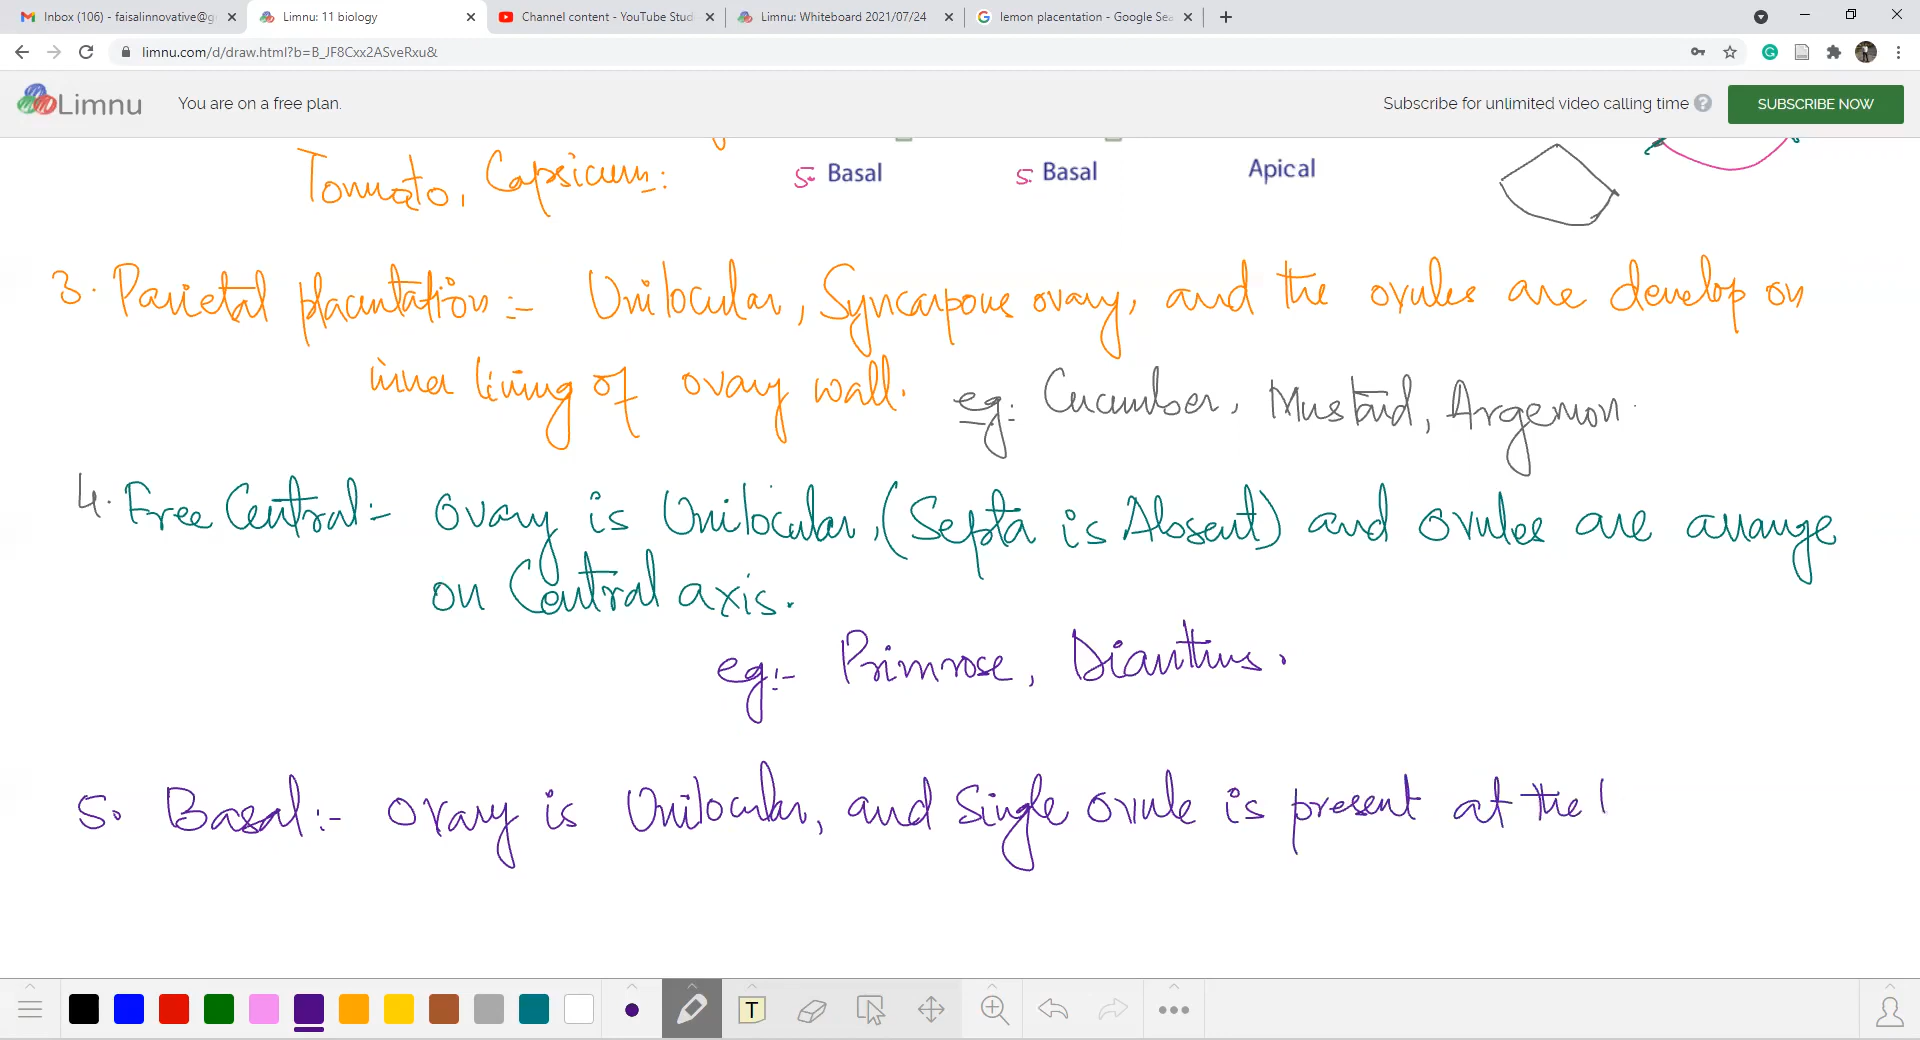 Inbox (106) - faisalinnovative@g
Limnu: 11 biology
Channel content - YouTube Stud
Limnu: Whiteboard 2021/07/24
lemon placentation - Google Sea
limnu.com/d/draw.html?b=B_JF8Cxx2ASveRxu&
Limnu
You are on a free plan.
Subscribe for unlimited video calling time ?
SUBSCRIBE NOW
Tomato, Capsicum:
5. Basal
5. Basal
Apical
3. Parietal placentation :- Unilocular, Syncarpous ovary, and the ovules are develop on
inner lining of ovary wall. eg:- Cucumber, Mustard, Argemon.
4. Free Central :- Ovary is Unilocular, (Septa is Absent) and ovules are arrange
on Central axis.
eg:- Primrose, Dianthus.
5. Basal :- Ovary is Unilocular, and Single Ovule is present at the
T